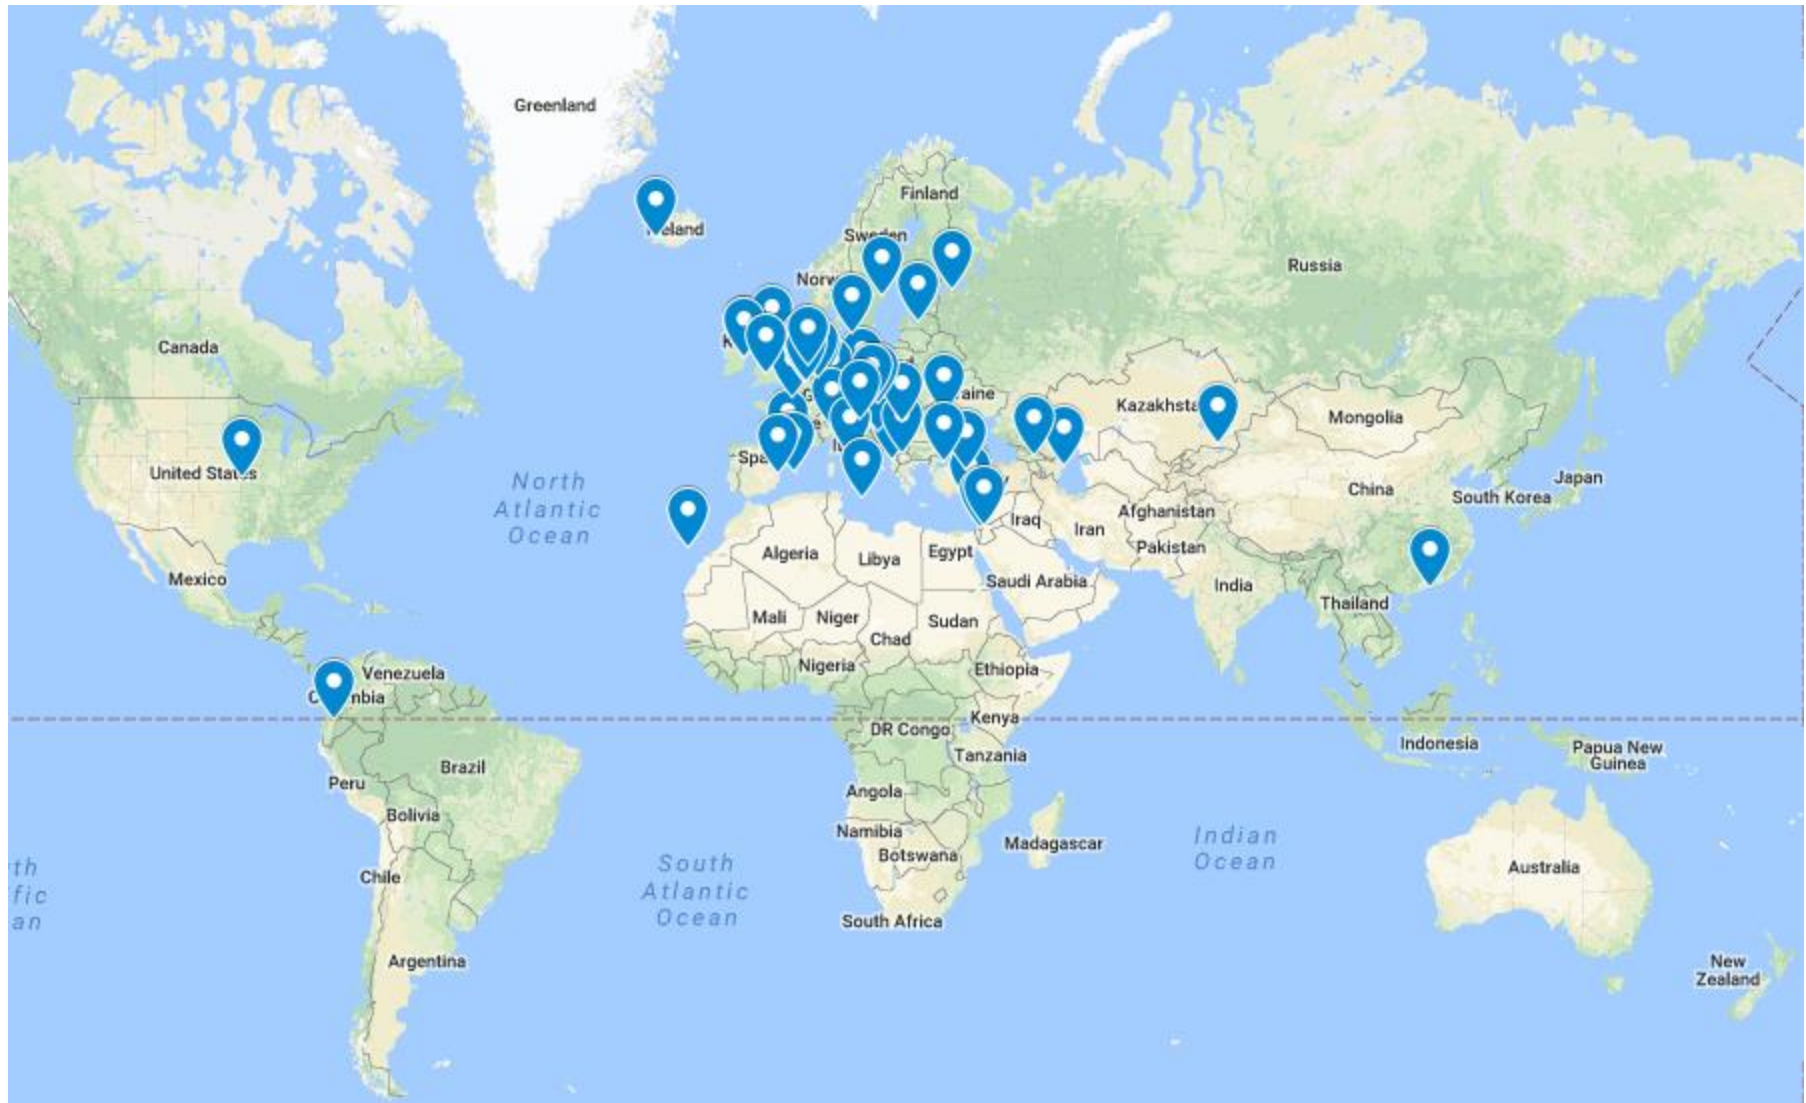 Greenland
Finland
Sweden
Russia
Canada
Kazakhsta
Mongolia
United States
North
Atlantic
Ocean
Japan
China
South Korea
Afghanistan
Iraq
Iran
Pakistan
Algeria
Libya
Egypt
Saudi Arabia
India
Mexico
Thailand
Mali
Niger
Sudan
Chad
Nigeria
Ethiopia
Venezuela
Kenya
DR Congo
Tanzania
Indonesia
Papua New
Guinea
Brazil
Peru
Angola
Bolivia
Namibia
Botswana
Madagascar
Indian
Ocean
South
Atlantic
Ocean
Chile
Australia
South Africa
Argentina
New
Zealand